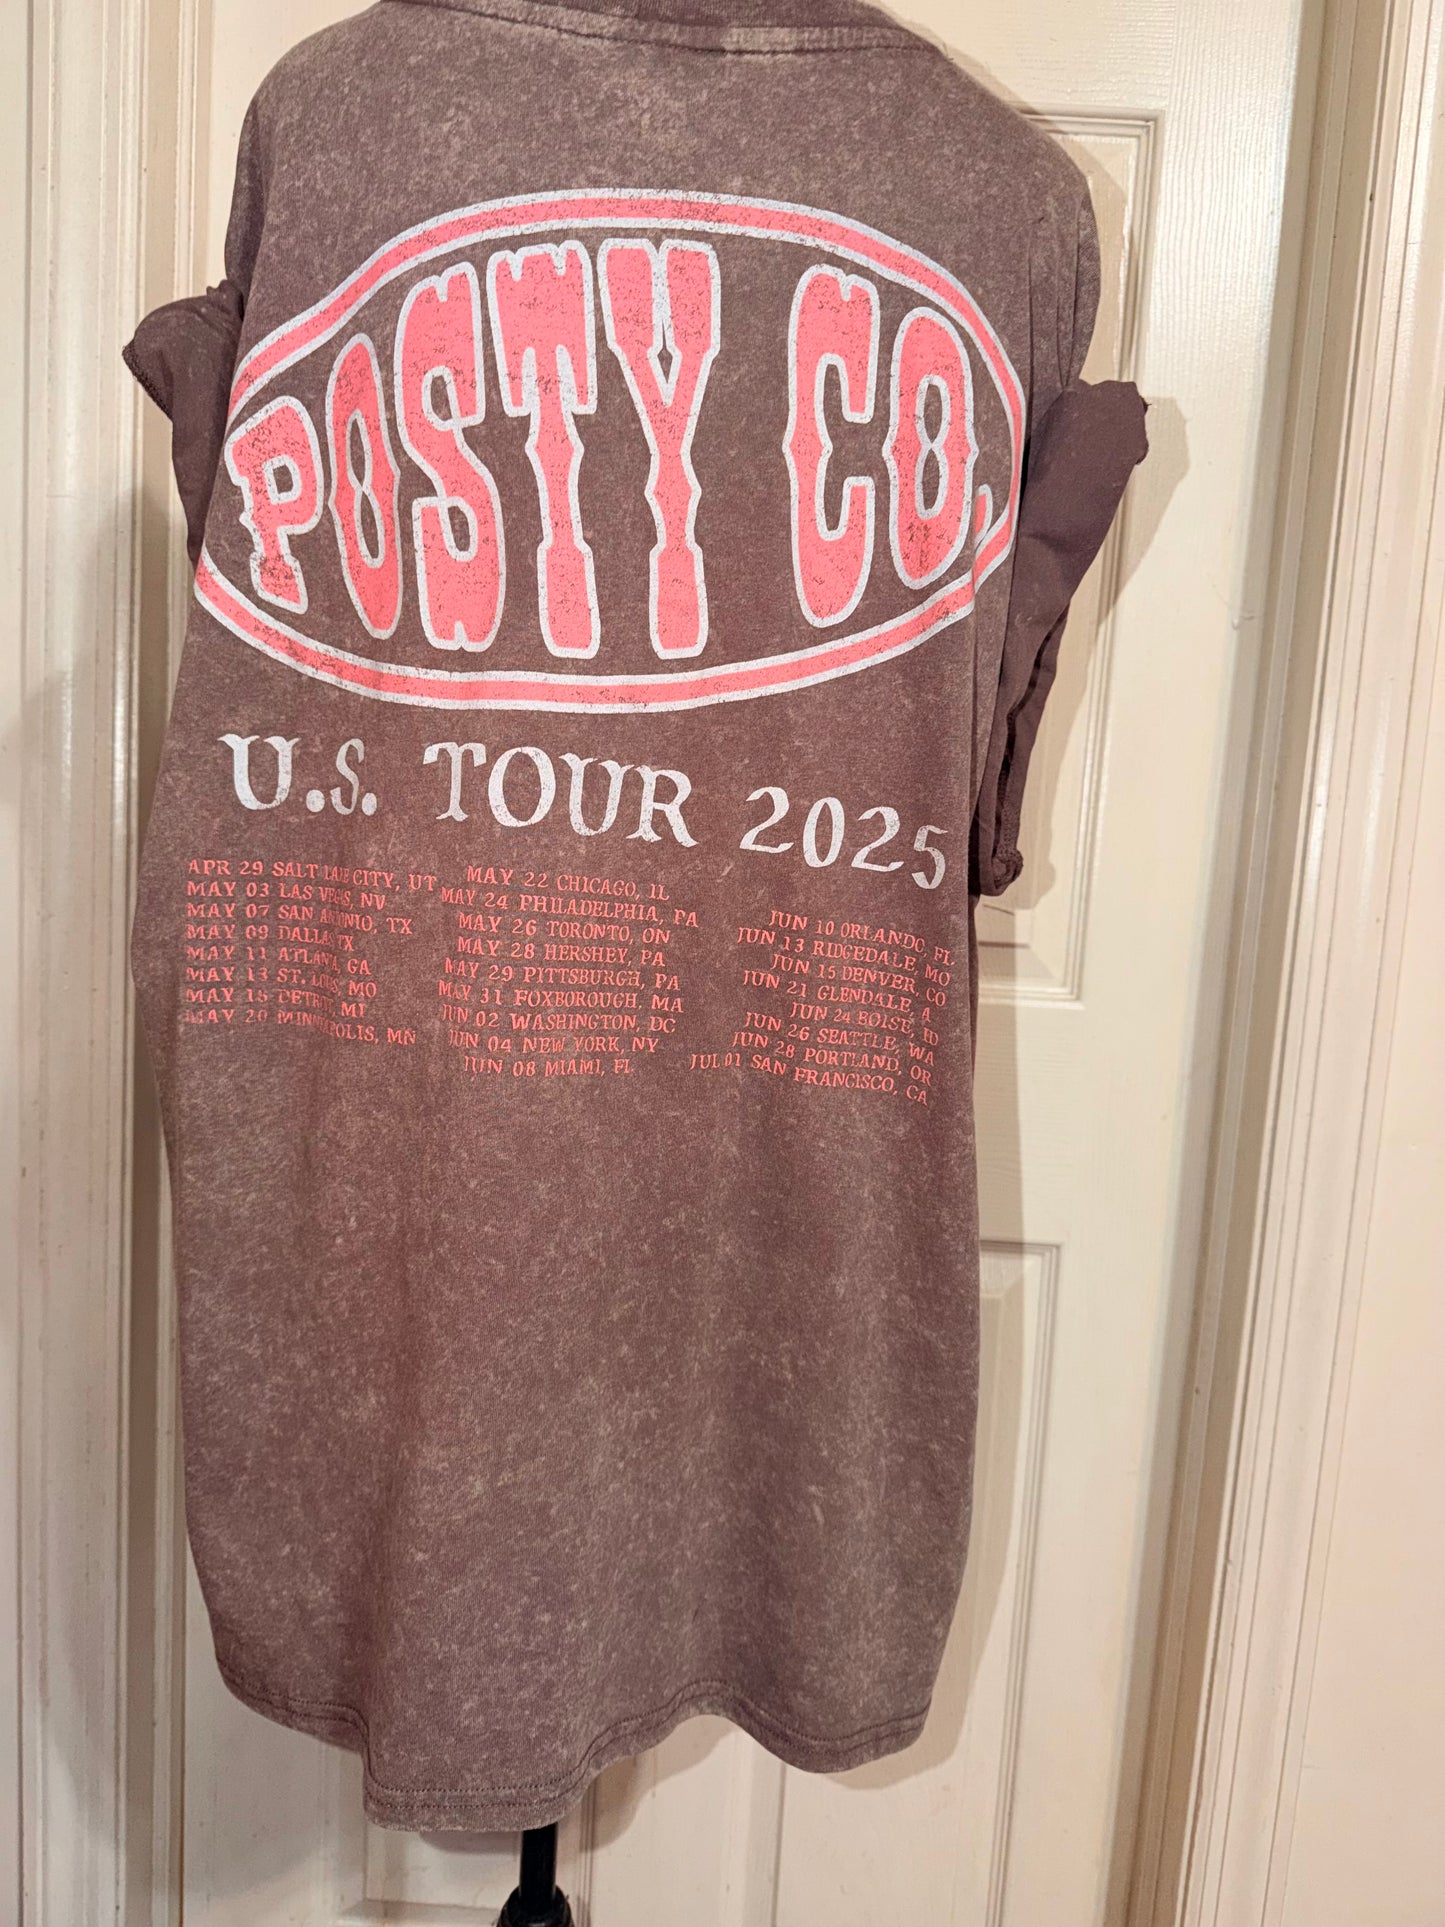 POSTY CO.
U.S. TOUR 2025
APR 29 SALT LAKE CITY, UT
MAY 03 LAS VEGAS, NV
MAY 07 SAN ANTONIO, TX
MAY 09 DALLAS TX
MAY 11 ATLANTA, GA
MAY 13 ST. LOUIS, MO
MAY 18 DETROIT, MI
MAY 20 MINNEAPOLIS, MN
MAY 22 CHICAGO, IL
MAY 24 PHILADELPHIA, PA
MAY 26 TORONTO, ON
MAY 28 HERSHEY, PA
MAY 29 PITTSBURGH, PA
MAY 31 FOXBOROUGH, MA
JUN 02 WASHINGTON, DC
JUN 04 NEW YORK, NY
JUN 08 MIAMI, FL
JUN 10 ORLANDO, FL
JUN 13 RIDGEDALE, MO
JUN 15 DENVER, CO
JUN 21 GLENDALE, A
JUN 24 BOISE, ID
JUN 26 SEATTLE, WA
JUN 28 PORTLAND, OR
JUL 01 SAN FRANCISCO, CA